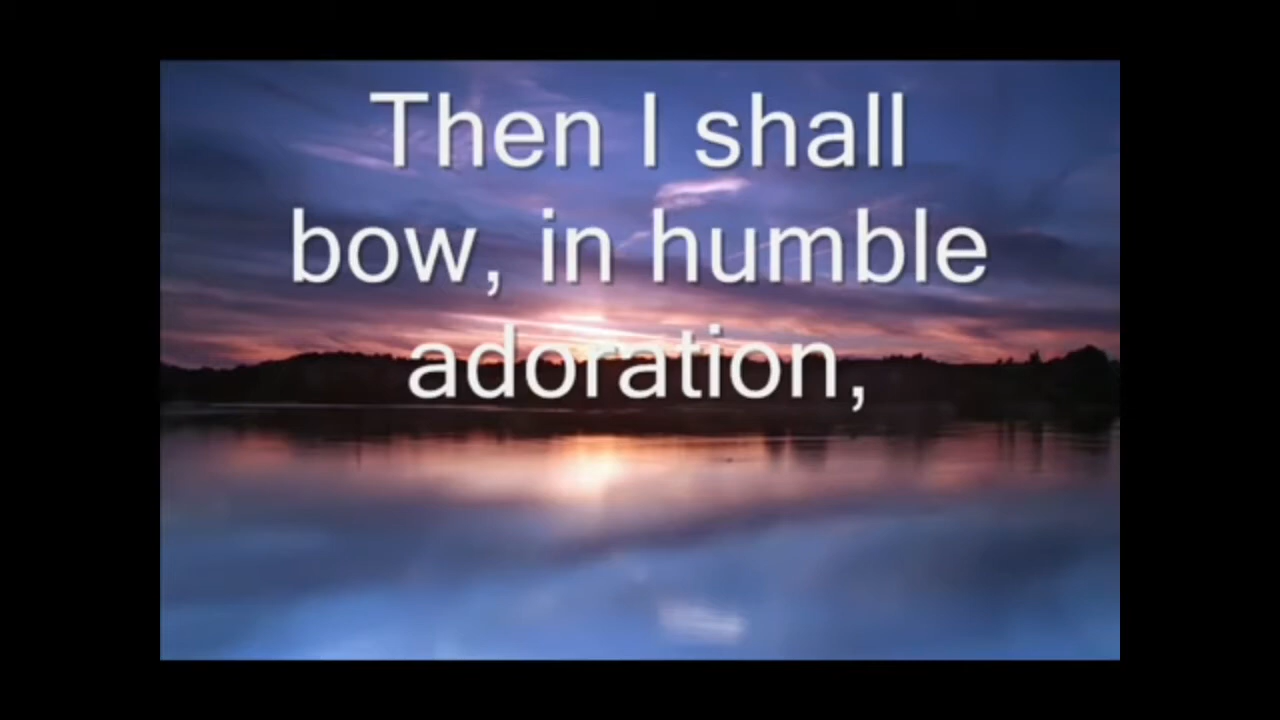 Then I shall
bow, in humble
adoration,